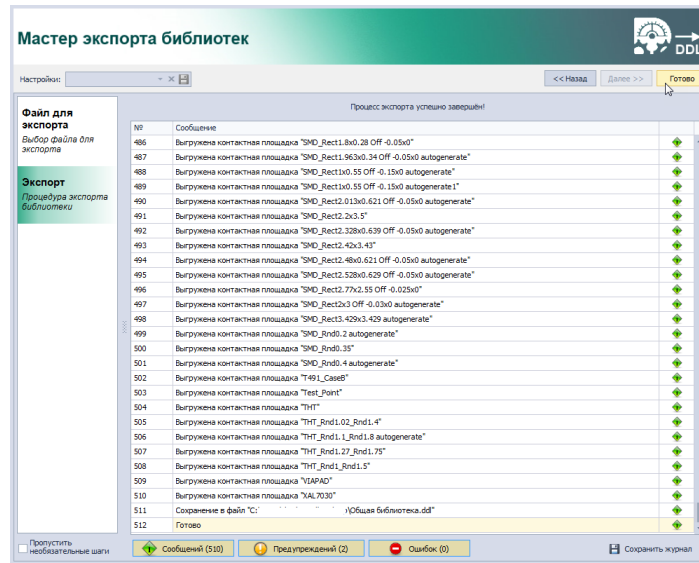 Мастер экспорта библиотек
DDL
Настройки:
<< Назад
Далее >>
Готово
Файл для
экспорта
Выбор файла для
экспорта
Экспорт
Процедура экспорта
библиотеки
Процесс экспорта успешно завершён!
№ Сообщение
486 Выгружена контактная площадка "SMD_Rect1.8x0.28 Off -0.05x0"
487 Выгружена контактная площадка "SMD_Rect1.963x0.34 Off -0.05x0 autogenerate"
488 Выгружена контактная площадка "SMD_Rect1x0.55 Off -0.15x0 autogenerate"
489 Выгружена контактная площадка "SMD_Rect1x0.55 Off -0.15x0 autogenerate1"
490 Выгружена контактная площадка "SMD_Rect2.013x0.621 Off -0.05x0 autogenerate"
491 Выгружена контактная площадка "SMD_Rect2.2x3.5"
492 Выгружена контактная площадка "SMD_Rect2.328x0.639 Off -0.05x0 autogenerate"
493 Выгружена контактная площадка "SMD_Rect2.42x3.43"
494 Выгружена контактная площадка "SMD_Rect2.48x0.621 Off -0.05x0 autogenerate"
495 Выгружена контактная площадка "SMD_Rect2.528x0.629 Off -0.05x0 autogenerate"
496 Выгружена контактная площадка "SMD_Rect2.77x2.55 Off -0.025x0"
497 Выгружена контактная площадка "SMD_Rect2x3 Off -0.03x0 autogenerate"
498 Выгружена контактная площадка "SMD_Rect3.429x3.429 autogenerate"
499 Выгружена контактная площадка "SMD_Rnd0.2 autogenerate"
500 Выгружена контактная площадка "SMD_Rnd0.35"
501 Выгружена контактная площадка "SMD_Rnd0.4 autogenerate"
502 Выгружена контактная площадка "T491_CaseB"
503 Выгружена контактная площадка "Test_Point"
504 Выгружена контактная площадка "THT"
505 Выгружена контактная площадка "THT_Rnd1.02_Rnd1.4"
506 Выгружена контактная площадка "THT_Rnd1.1_Rnd1.8 autogenerate"
507 Выгружена контактная площадка "THT_Rnd1.27_Rnd1.75"
508 Выгружена контактная площадка "THT_Rnd1_Rnd1.5"
509 Выгружена контактная площадка "VIAPAD"
510 Выгружена контактная площадка "XAL7030"
511 Сохранение в файл "C: \Общая библиотека.ddl"
512 Готово
Пропустить
необязательные шаги
Сообщений (510)
Предупреждений (2)
Ошибок (0)
Сохранить журнал